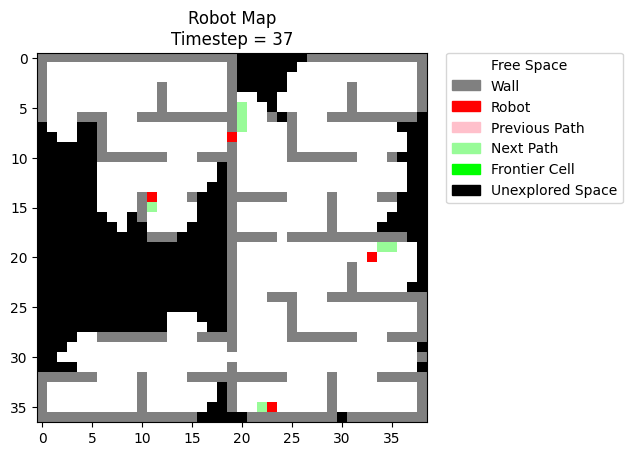 Robot Map
Timestep = 37
Free Space
Wall
Robot
Previous Path
Next Path
Frontier Cell
Unexplored Space
0
5
10
15
20
25
30
35
0
5
10
15
20
25
30
35